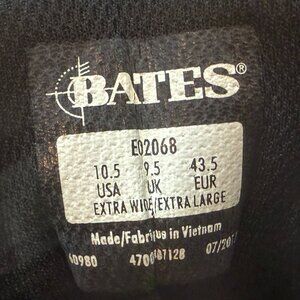 BATES®
E02068
10.5 9.5 43.5
USA UK EUR
EXTRA WIDE/EXTRA LARGE
Made/Fabriqué in Vietnam